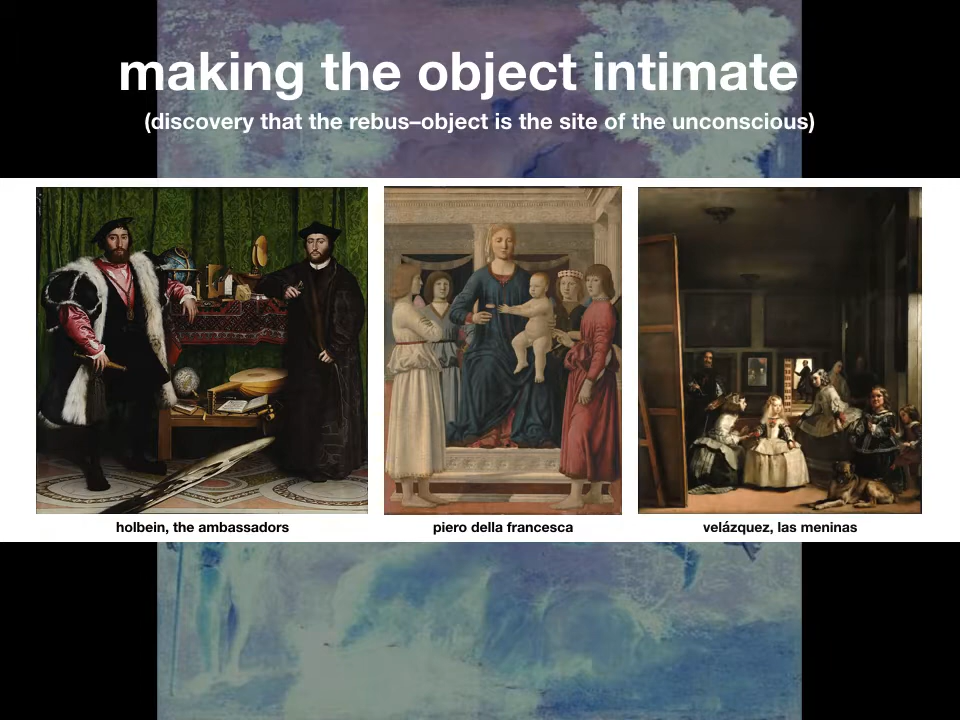 making the object intimate
(discovery that the rebus–object is the site of the unconscious)
holbein, the ambassadors
piero della francesca
velázquez, las meninas